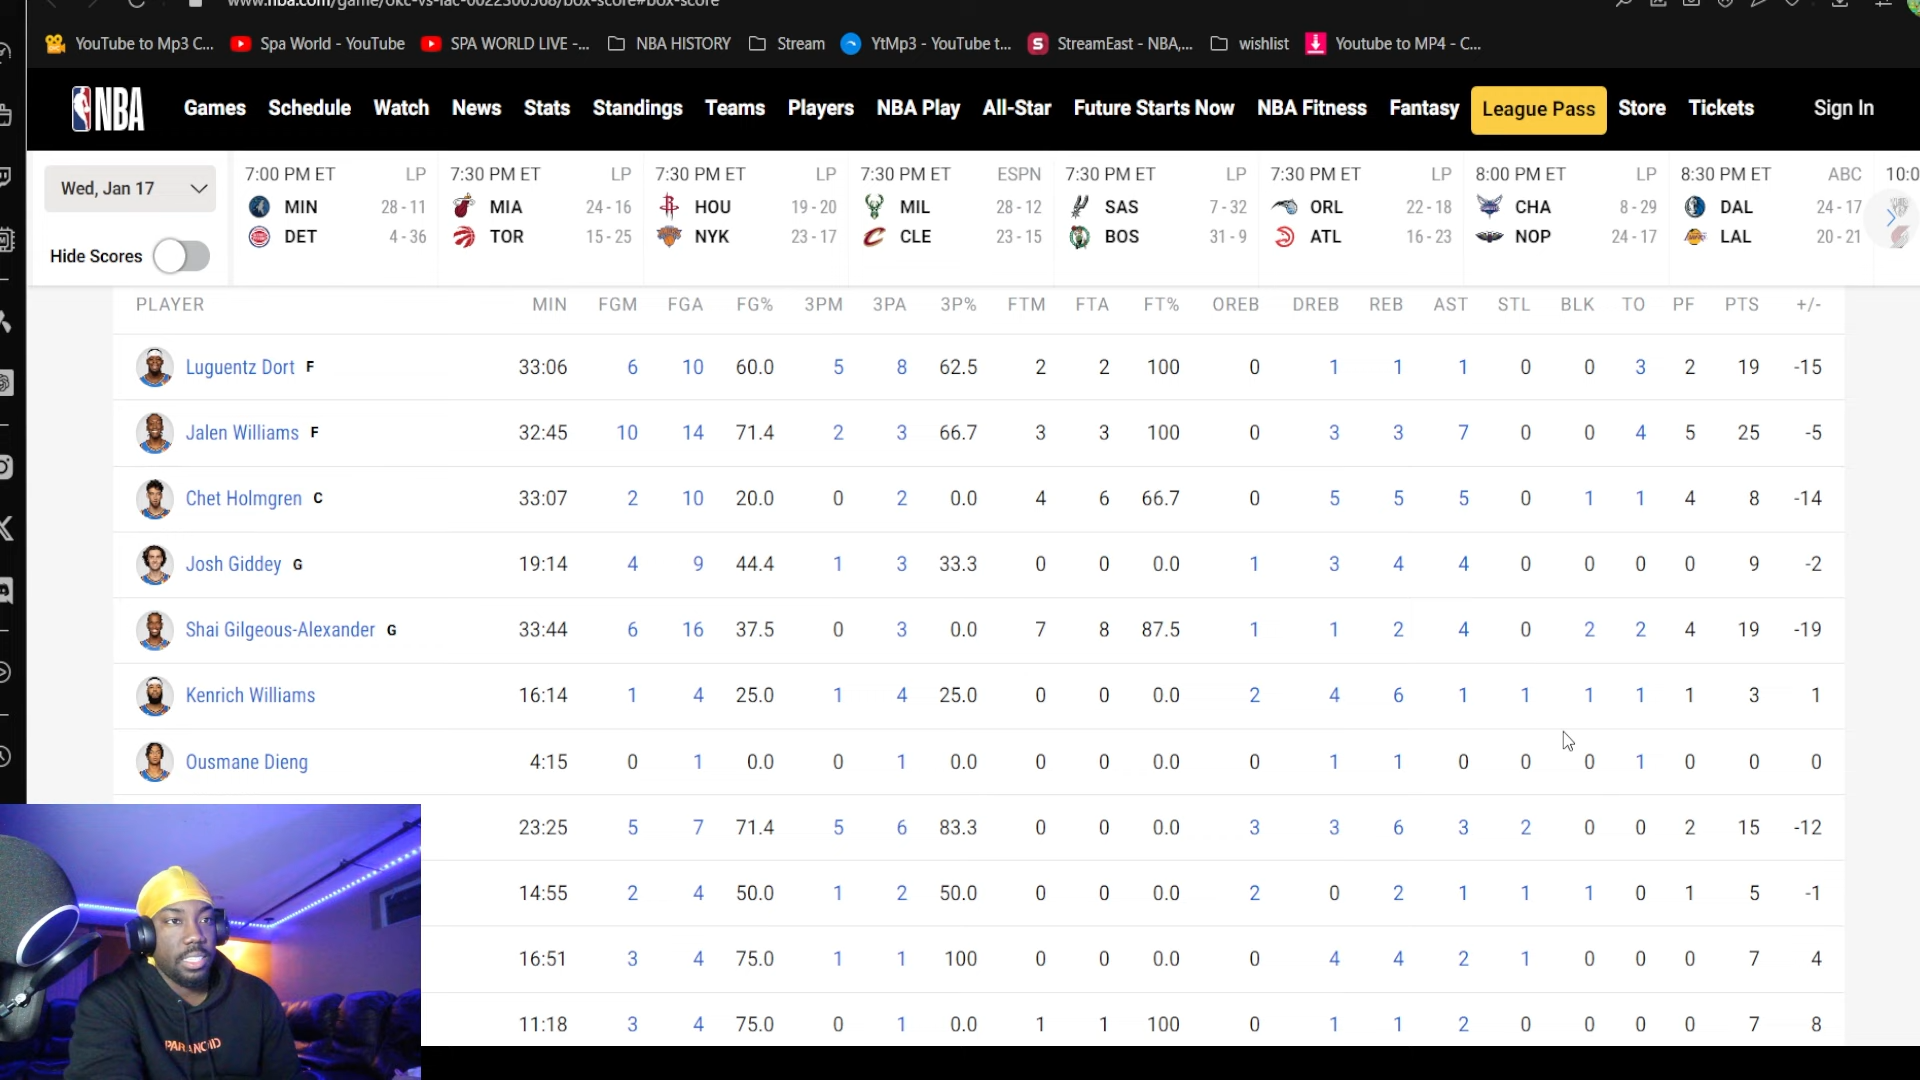 www.nba.com/game/okc-vs-lac-0022300568/box-score#box-score
YouTube to Mp3 C... Spa World - YouTube SPA WORLD LIVE -... NBA HISTORY Stream YtMp3 - YouTube t... StreamEast - NBA,... wishlist Youtube to MP4 - C...
NBA Games Schedule Watch News Stats Standings Teams Players NBA Play All-Star Future Starts Now NBA Fitness Fantasy League Pass Store Tickets Sign In
Wed, Jan 17
Hide Scores
7:00 PM ET LP
MIN 28 - 11
DET 4 - 36
7:30 PM ET LP
MIA 24 - 16
TOR 15 - 25
7:30 PM ET LP
HOU 19 - 20
NYK 23 - 17
7:30 PM ET ESPN
MIL 28 - 12
CLE 23 - 15
7:30 PM ET LP
SAS 7 - 32
BOS 31 - 9
7:30 PM ET LP
ORL 22 - 18
ATL 16 - 23
8:00 PM ET LP
CHA 8 - 29
NOP 24 - 17
8:30 PM ET ABC
DAL 24 - 17
LAL 20 - 21
10:0
PLAYER MIN FGM FGA FG% 3PM 3PA 3P% FTM FTA FT% OREB DREB REB AST STL BLK TO PF PTS +/-
Luguentz Dort F 33:06 6 10 60.0 5 8 62.5 2 2 100 0 1 1 1 0 0 3 2 19 -15
Jalen Williams F 32:45 10 14 71.4 2 3 66.7 3 3 100 0 3 3 7 0 0 4 5 25 -5
Chet Holmgren C 33:07 2 10 20.0 0 2 0.0 4 6 66.7 0 5 5 5 0 1 1 4 8 -14
Josh Giddey G 19:14 4 9 44.4 1 3 33.3 0 0 0.0 1 3 4 4 0 0 0 0 9 -2
Shai Gilgeous-Alexander G 33:44 6 16 37.5 0 3 0.0 7 8 87.5 1 1 2 4 0 2 2 4 19 -19
Kenrich Williams 16:14 1 4 25.0 1 4 25.0 0 0 0.0 2 4 6 1 1 1 1 1 3 1
Ousmane Dieng 4:15 0 1 0.0 0 1 0.0 0 0 0.0 0 1 1 0 0 0 1 0 0 0
23:25 5 7 71.4 5 6 83.3 0 0 0.0 3 3 6 3 2 0 0 2 15 -12
14:55 2 4 50.0 1 2 50.0 0 0 0.0 2 0 2 1 1 1 0 1 5 -1
16:51 3 4 75.0 1 1 100 0 0 0.0 0 4 4 2 1 0 0 0 7 4
11:18 3 4 75.0 0 1 0.0 1 1 100 0 1 1 2 0 0 0 0 7 8
PARANOID